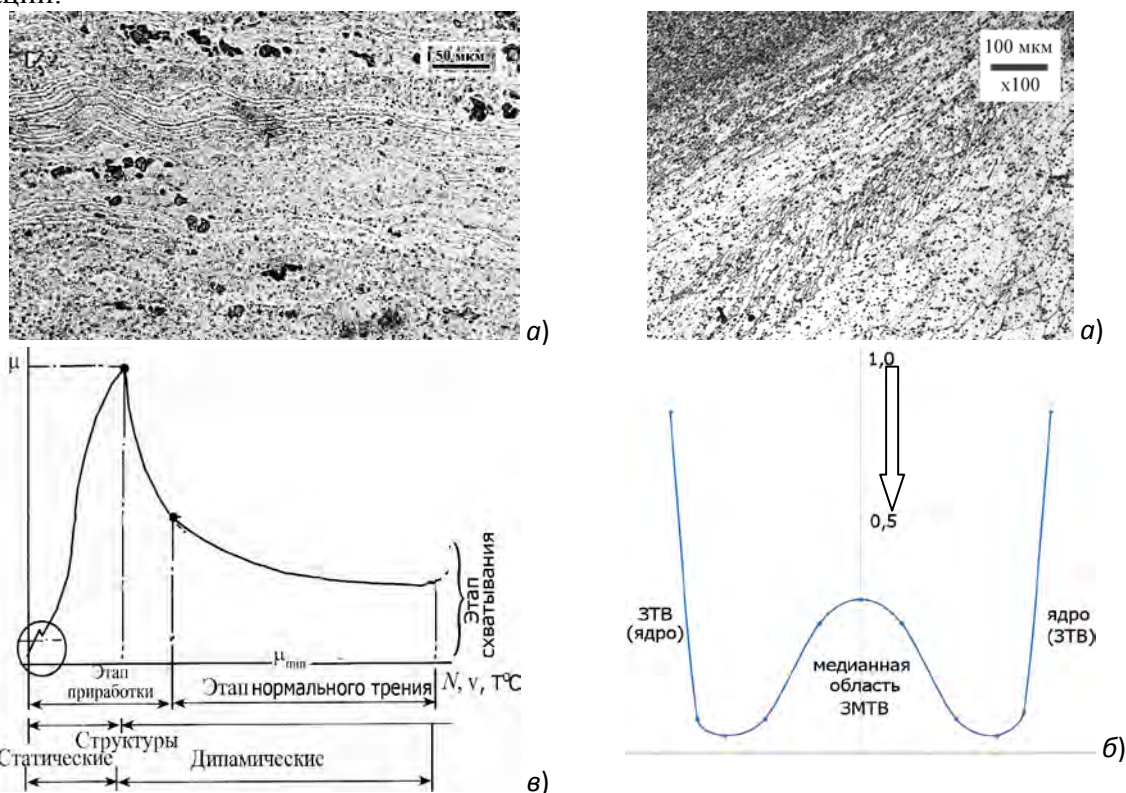 ации.
50 мкм
а)
100 мкм
x100
а)
μ
μmin
Этап
схватывания
Этап
приработки
Этап нормального трения
N, v, T°C
Структуры
Статические
Динамические
в)
1,0
0,5
ЗТВ
(ядро)
медианная
область
ЗМТВ
ядро
(ЗТВ)
б)